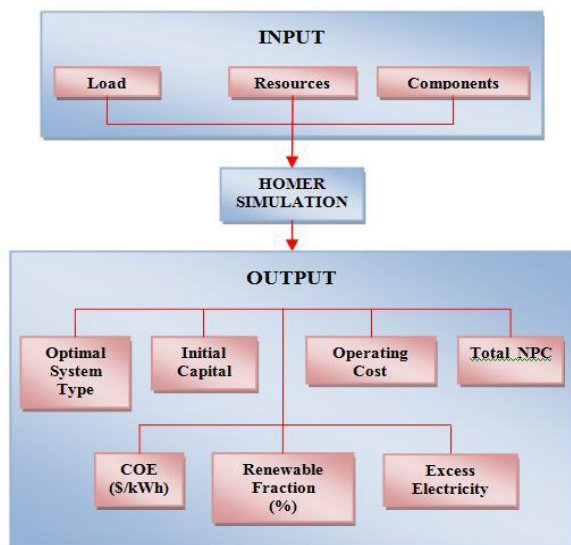 INPUT
Load
Resources
Components
HOMER
SIMULATION
OUTPUT
Optimal
System
Type
Initial
Capital
Operating
Cost
Total NPC
COE
($/kWh)
Renewable
Fraction
(%)
Excess
Electricity